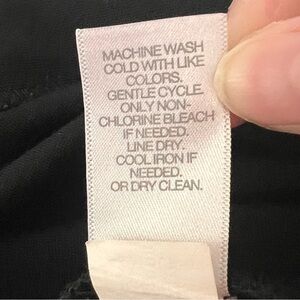 MACHINE WASH
COLD WITH LIKE
COLORS.
GENTLE CYCLE.
ONLY NON-
CHLORINE BLEACH
IF NEEDED.
LINE DRY.
COOL IRON IF
NEEDED.
OR DRY CLEAN.